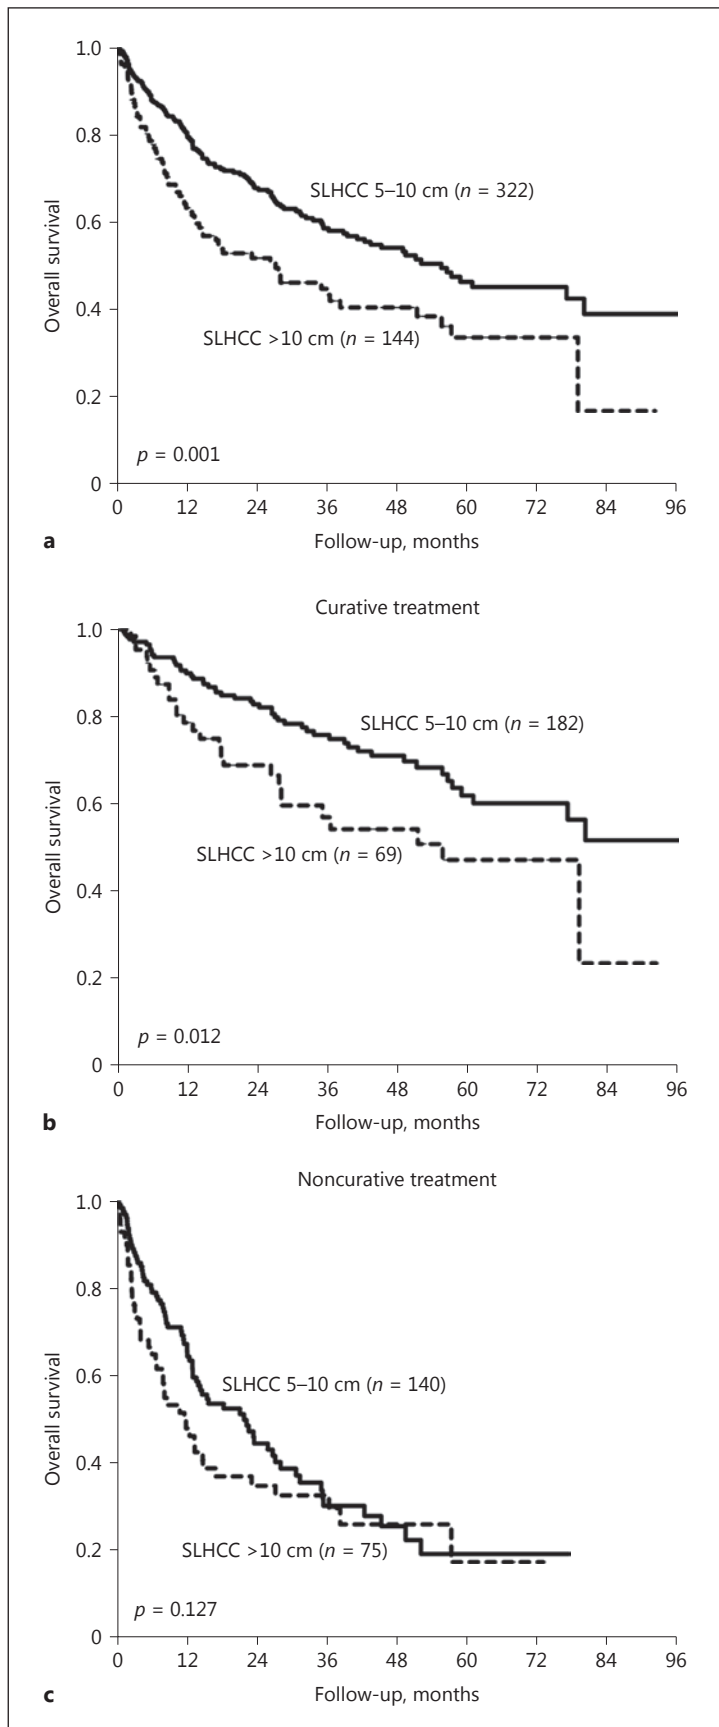 1.0
0.8
0.6
0.4
0.2
0
Overall survival
SLHCC 5–10 cm (n = 322)
SLHCC >10 cm (n = 144)
p = 0.001
0 12 24 36 48 60 72 84 96
Follow-up, months
a
Curative treatment
1.0
0.8
0.6
0.4
0.2
0
Overall survival
SLHCC 5–10 cm (n = 182)
SLHCC >10 cm (n = 69)
p = 0.012
0 12 24 36 48 60 72 84 96
Follow-up, months
b
Noncurative treatment
1.0
0.8
0.6
0.4
0.2
0
Overall survival
SLHCC 5–10 cm (n = 140)
SLHCC >10 cm (n = 75)
p = 0.127
0 12 24 36 48 60 72 84 96
Follow-up, months
c